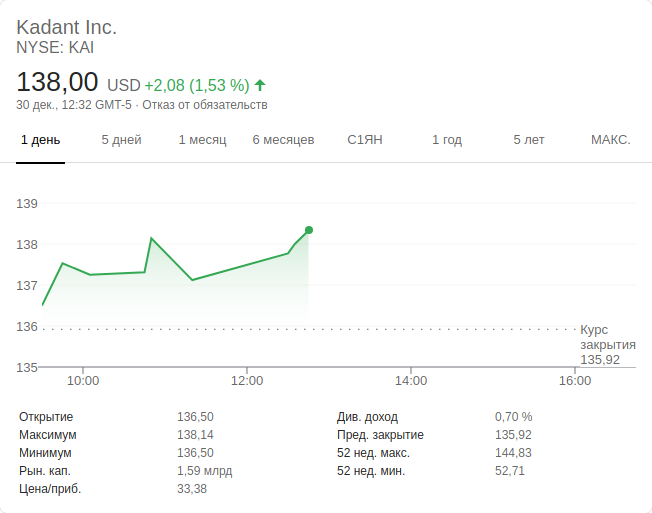 Kadant Inc.
NYSE: KAI
138,00 USD +2,08 (1,53 %)
30 дек., 12:32 GMT-5 · Отказ от обязательств
1 день 5 дней 1 месяц 6 месяцев С1ЯН 1 год 5 лет МАКС.
139
138
137
136
Курс
закрытия
135,92
135
10:00 12:00 14:00 16:00
Открытие 136,50 Див. доход 0,70 %
Максимум 138,14 Пред. закрытие 135,92
Минимум 136,50 52 нед. макс. 144,83
Рын. кап. 1,59 млрд 52 нед. мин. 52,71
Цена/приб. 33,38